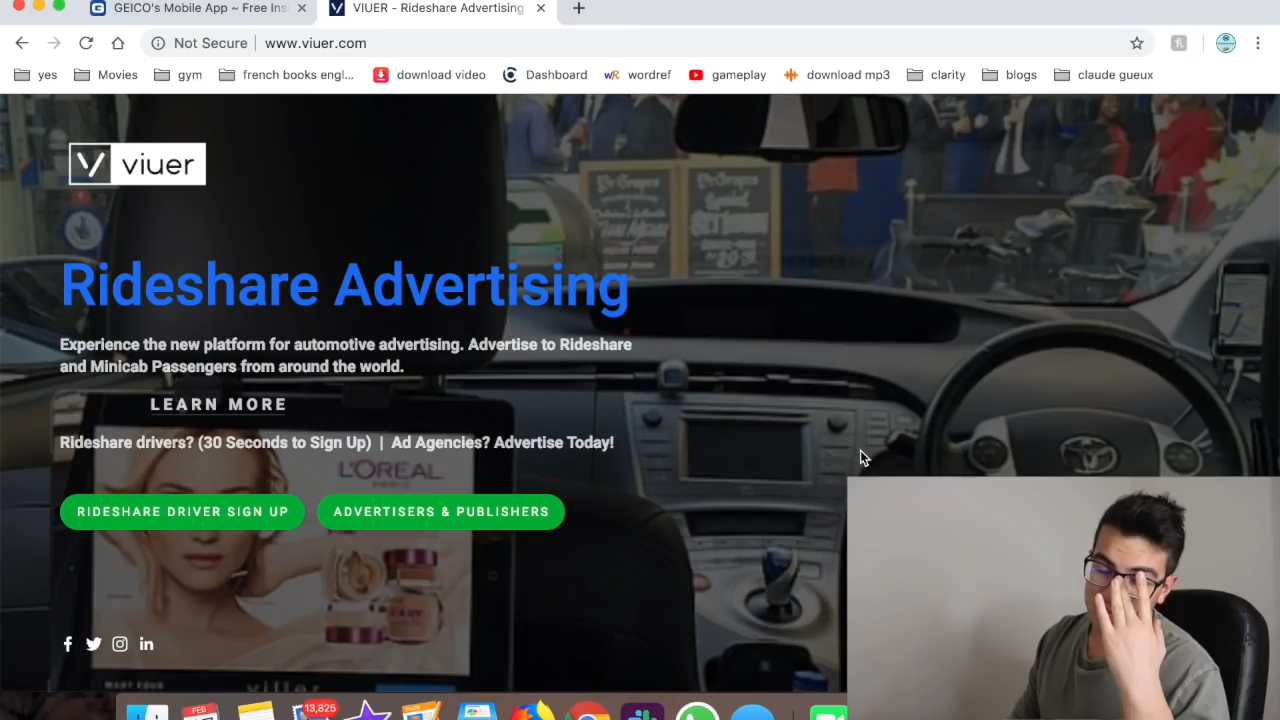 GEICO's Mobile App ~ Free Ins
VIUER - Rideshare Advertising
Not Secure
www.viuer.com
yes
Movies
gym
french books engl...
download video
Dashboard
wR wordref
gameplay
download mp3
clarity
blogs
claude gueux
viuer
Rideshare Advertising
Experience the new platform for automotive advertising. Advertise to Rideshare
and Minicab Passengers from around the world.
LEARN MORE
Rideshare drivers? (30 Seconds to Sign Up) | Ad Agencies? Advertise Today!
L'OREAL
RIDESHARE DRIVER SIGN UP
ADVERTISERS & PUBLISHERS
FEB
13,825